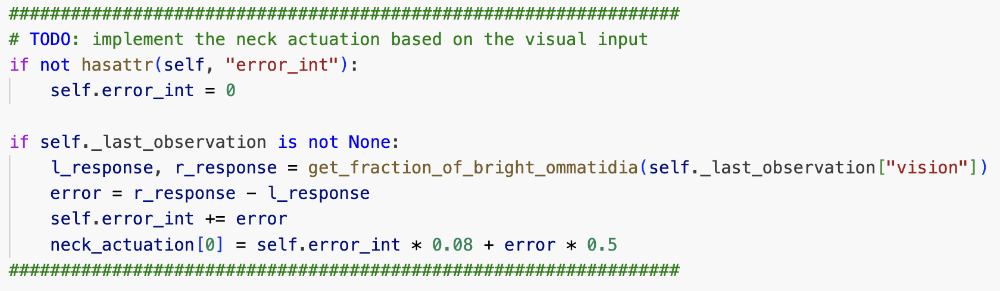 #################################################################
# TODO: implement the neck actuation based on the visual input
if not hasattr(self, "error_int"):
    self.error_int = 0

if self._last_observation is not None:
    l_response, r_response = get_fraction_of_bright_ommatidia(self._last_observation["vision"])
    error = r_response - l_response
    self.error_int += error
    neck_actuation[0] = self.error_int * 0.08 + error * 0.5
#################################################################